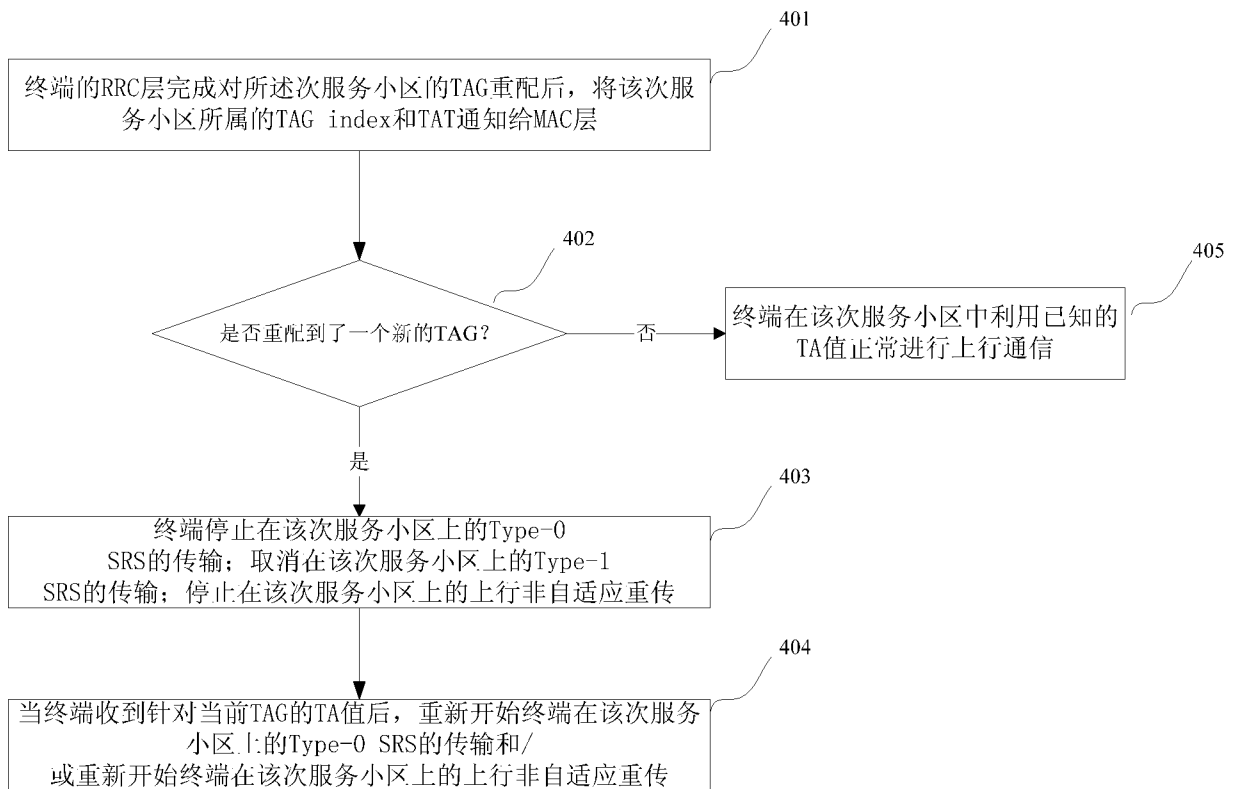 401
终端的RRC层完成对所述次服务小区的TAG重配后，将该次服
务小区所属的TAG index和TAT通知给MAC层
402
是否重配到了一个新的TAG？
否
405
终端在该次服务小区中利用已知的
TA值正常进行上行通信
是
403
终端停止在该次服务小区上的Type-0
SRS的传输；取消在该次服务小区上的Type-1
SRS的传输；停止在该次服务小区上的上行非自适应重传
404
当终端收到针对当前TAG的TA值后，重新开始终端在该次服务
小区上的Type-0 SRS的传输和/
或重新开始终端在该次服务小区上的上行非自适应重传